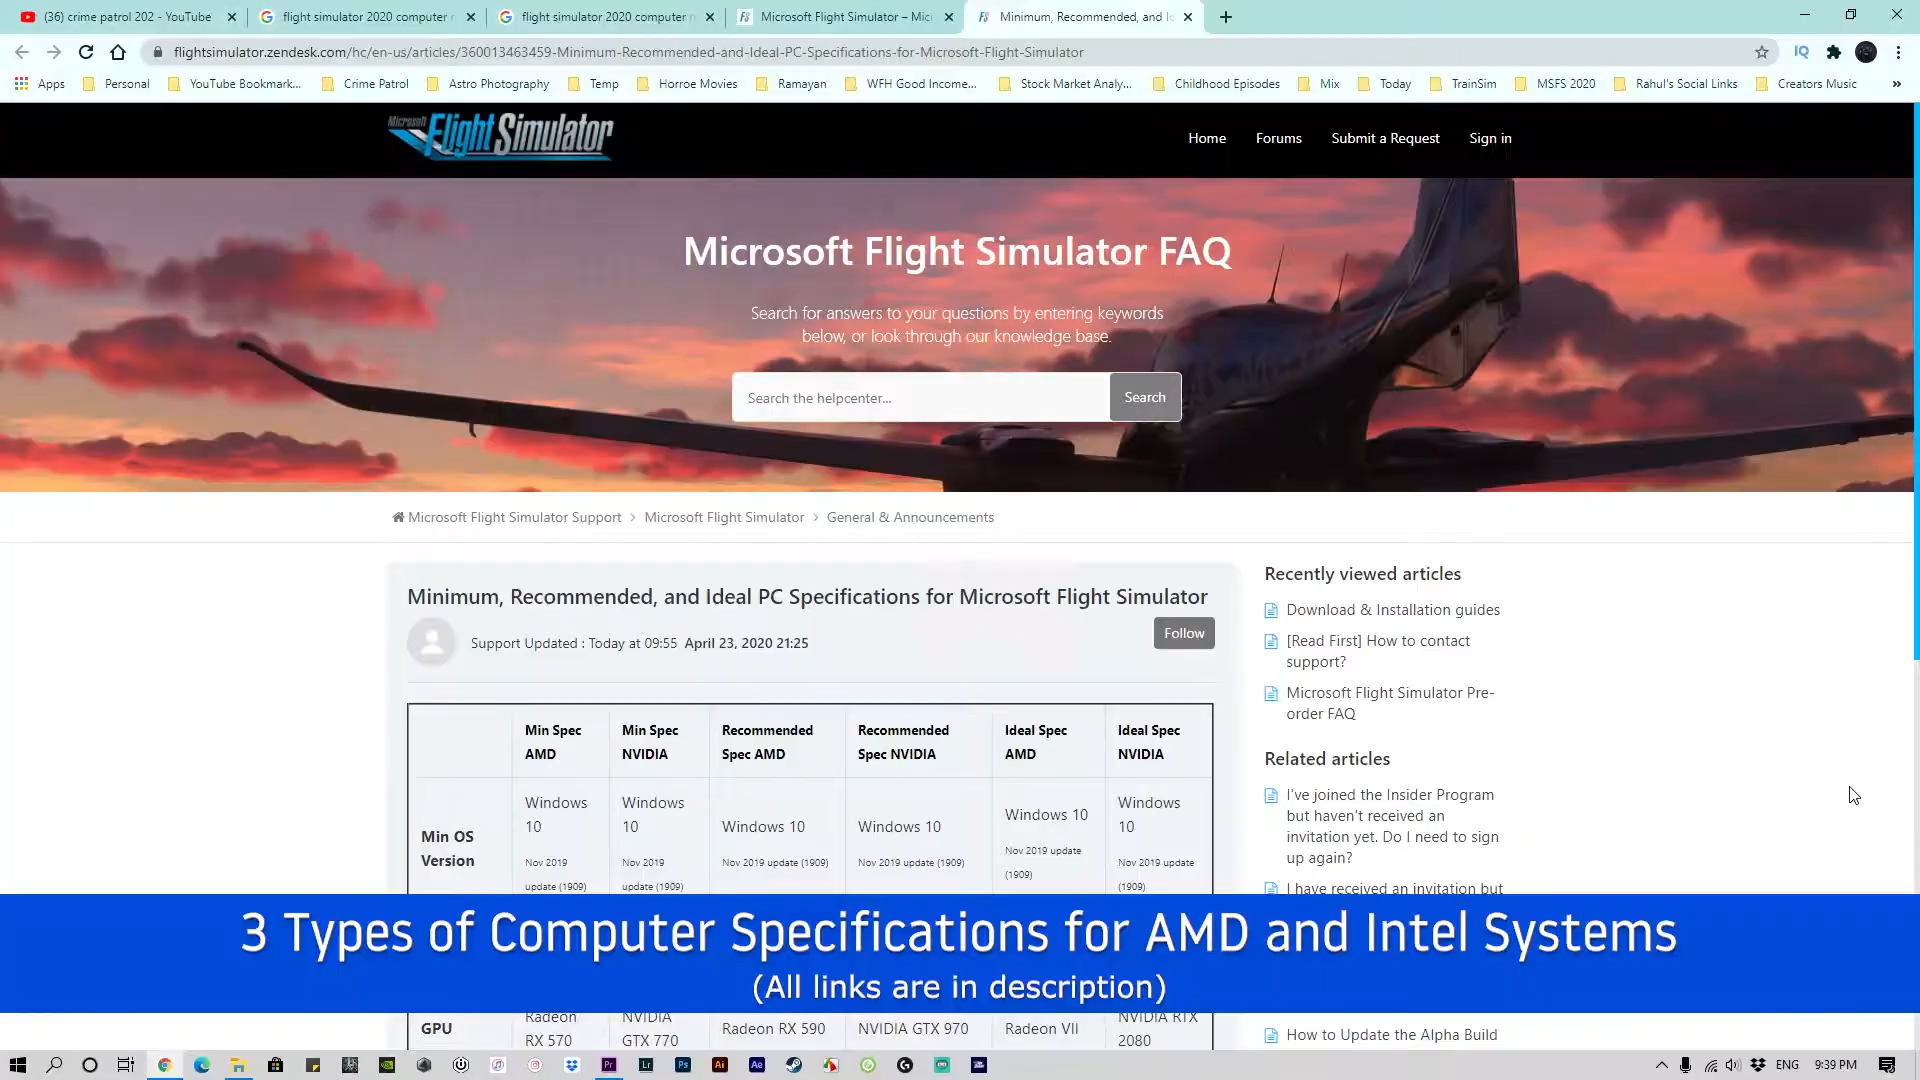 (36) crime patrol 202 - YouTube
flight simulator 2020 computer
flight simulator 2020 computer
Microsoft Flight Simulator – Mic
Minimum, Recommended, and
flightsimulator.zendesk.com/hc/en-us/articles/360013463459-Minimum-Recommended-and-Ideal-PC-Specifications-for-Microsoft-Flight-Simulator
IQ
Apps
Personal
YouTube Bookmark...
Crime Patrol
Astro Photography
Temp
Horroe Movies
Ramayan
WFH Good Income...
Stock Market Analy...
Childhood Episodes
Mix
Today
TrainSim
MSFS 2020
Rahul's Social Links
Creators Music
Microsoft
Flight Simulator
Home
Forums
Submit a Request
Sign in
Microsoft Flight Simulator FAQ
Search for answers to your questions by entering keywords
below, or look through our knowledge base.
Search the helpcenter...
Search
Microsoft Flight Simulator Support > Microsoft Flight Simulator > General & Announcements
Minimum, Recommended, and Ideal PC Specifications for Microsoft Flight Simulator
Support Updated : Today at 09:55 April 23, 2020 21:25
Follow
Min Spec AMD
Min Spec NVIDIA
Recommended Spec AMD
Recommended Spec NVIDIA
Ideal Spec AMD
Ideal Spec NVIDIA
Min OS Version
Windows 10
Nov 2019 update (1909)
Windows 10
Nov 2019 update (1909)
Windows 10
Nov 2019 update (1909)
Windows 10
Nov 2019 update (1909)
Windows 10
Nov 2019 update (1909)
Windows 10
Nov 2019 update (1909)
GPU
Radeon RX 570
NVIDIA GTX 770
Radeon RX 590
NVIDIA GTX 970
Radeon VII
NVIDIA RTX 2080
Recently viewed articles
Download & Installation guides
[Read First] How to contact
support?
Microsoft Flight Simulator Pre-
order FAQ
Related articles
I've joined the Insider Program
but haven't received an
invitation yet. Do I need to sign
up again?
I have received an invitation but
How to Update the Alpha Build
3 Types of Computer Specifications for AMD and Intel Systems
(All links are in description)
Pr
Lr
Ps
Ai
Ae
ENG
9:39 PM